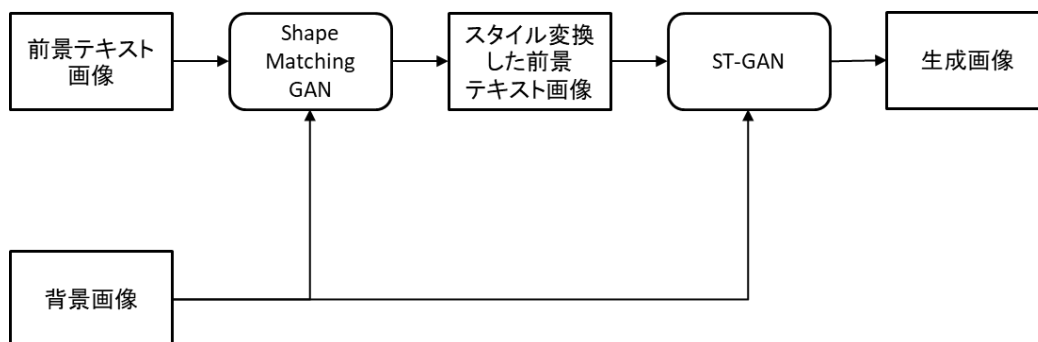 前景テキスト
画像
Shape
Matching
GAN
スタイル変換
した前景
テキスト画像
ST-GAN
生成画像
背景画像